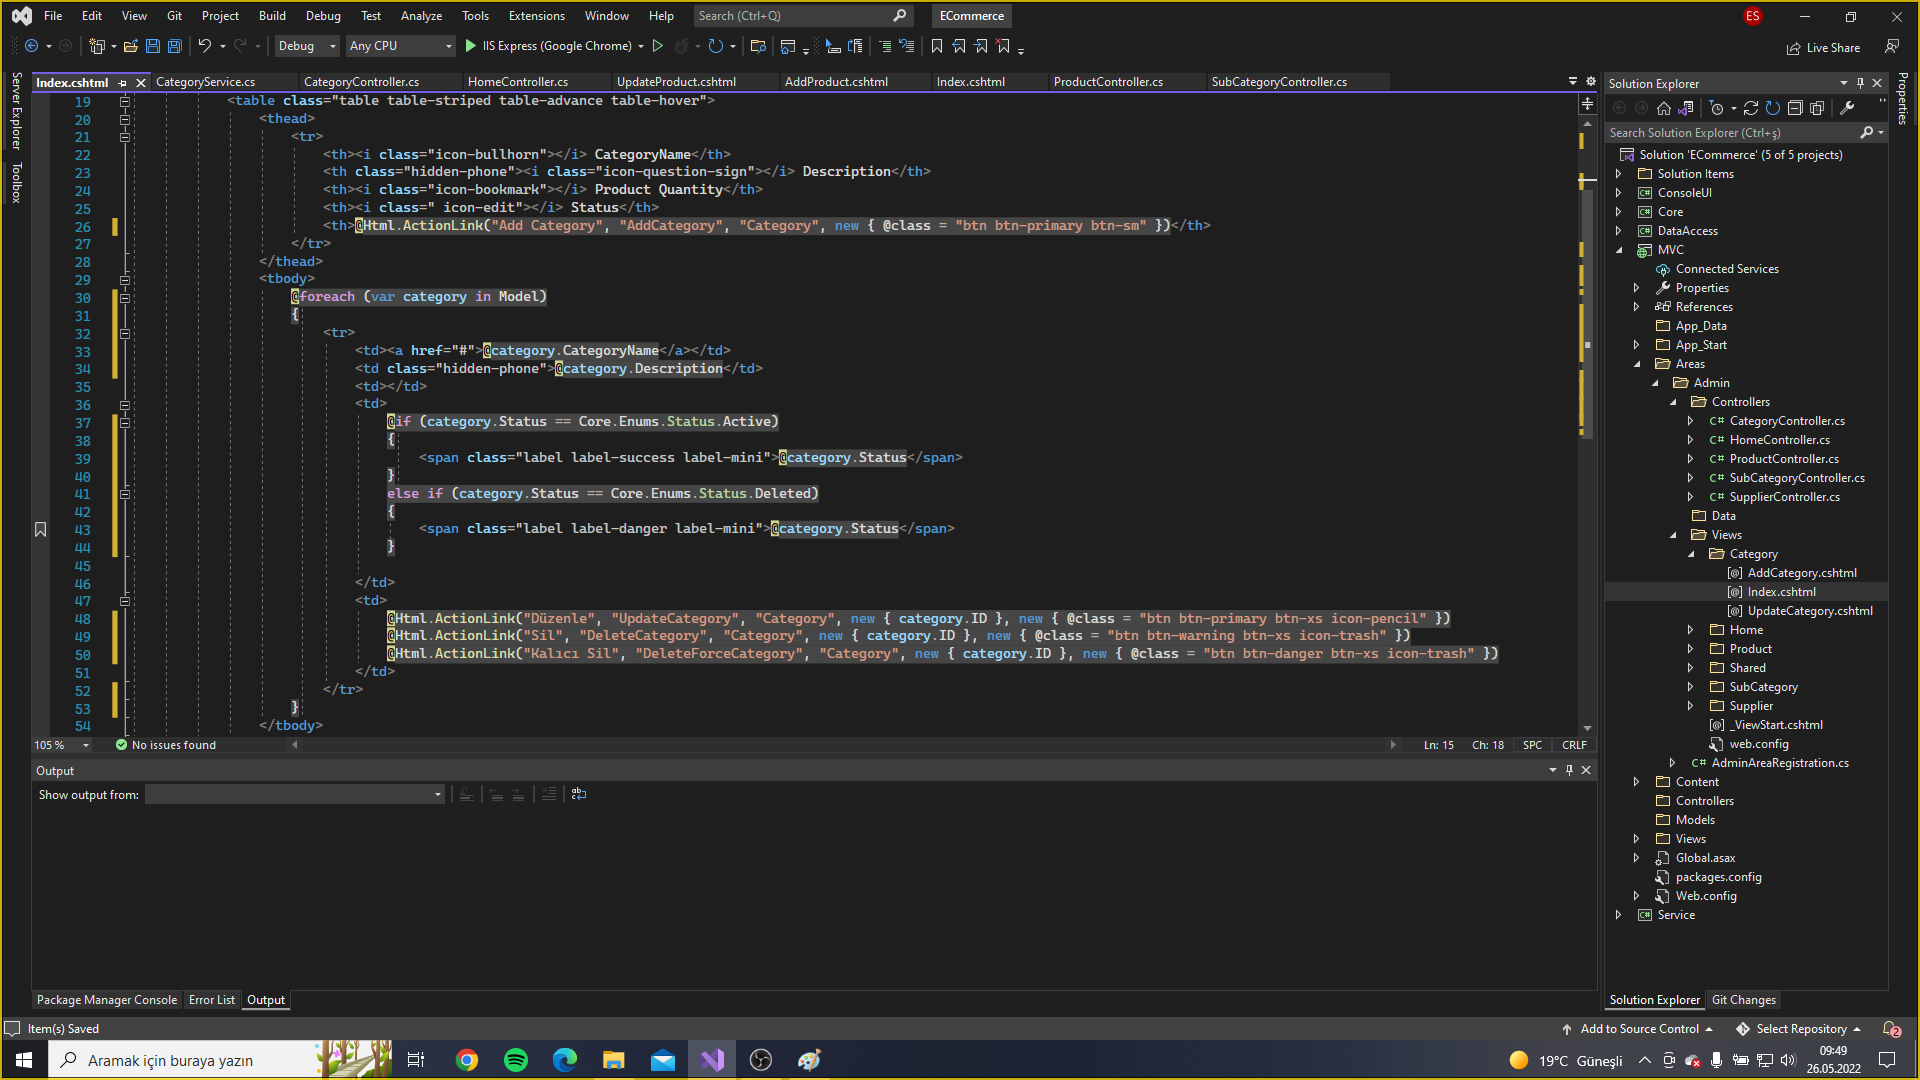 File Edit View Git Project Build Debug Test Analyze Tools Extensions Window Help Search (Ctrl+Q) ECommerce ES
Debug Any CPU IIS Express (Google Chrome) Live Share
Server Explorer
Toolbox
Index.cshtml CategoryService.cs CategoryController.cs HomeController.cs UpdateProduct.cshtml AddProduct.cshtml Index.cshtml ProductController.cs SubCategoryController.cs
19 <table class="table table-striped table-advance table-hover">
20 <thead>
21 <tr>
22 <th><i class="icon-bullhorn"></i> CategoryName</th>
23 <th class="hidden-phone"><i class="icon-question-sign"></i> Description</th>
24 <th><i class="icon-bookmark"></i> Product Quantity</th>
25 <th><i class=" icon-edit"></i> Status</th>
26 <th>@Html.ActionLink("Add Category", "AddCategory", "Category", new { @class = "btn btn-primary btn-sm" })</th>
27 </tr>
28 </thead>
29 <tbody>
30 @foreach (var category in Model)
31 {
32 <tr>
33 <td><a href="#">@category.CategoryName</a></td>
34 <td class="hidden-phone">@category.Description</td>
35 <td></td>
36 <td>
37 @if (category.Status == Core.Enums.Status.Active)
38 {
39 <span class="label label-success label-mini">@category.Status</span>
40 }
41 else if (category.Status == Core.Enums.Status.Deleted)
42 {
43 <span class="label label-danger label-mini">@category.Status</span>
44 }
45
46 </td>
47 <td>
48 @Html.ActionLink("Düzenle", "UpdateCategory", "Category", new { category.ID }, new { @class = "btn btn-primary btn-xs icon-pencil" })
49 @Html.ActionLink("Sil", "DeleteCategory", "Category", new { category.ID }, new { @class = "btn btn-warning btn-xs icon-trash" })
50 @Html.ActionLink("Kalıcı Sil", "DeleteForceCategory", "Category", new { category.ID }, new { @class = "btn btn-danger btn-xs icon-trash" })
51 </td>
52 </tr>
53 }
54 </tbody>
105 % No issues found Ln: 15 Ch: 18 SPC CRLF
Output
Show output from:
Package Manager Console Error List Output
Solution Explorer
Search Solution Explorer (Ctrl+ş)
Solution 'ECommerce' (5 of 5 projects)
Solution Items
ConsoleUI
Core
DataAccess
MVC
Connected Services
Properties
References
App_Data
App_Start
Areas
Admin
Controllers
C# CategoryController.cs
C# HomeController.cs
C# ProductController.cs
C# SubCategoryController.cs
C# SupplierController.cs
Data
Views
Category
[@] AddCategory.cshtml
[@] Index.cshtml
[@] UpdateCategory.cshtml
Home
Product
Shared
SubCategory
Supplier
[@] _ViewStart.cshtml
web.config
C# AdminAreaRegistration.cs
Content
Controllers
Models
Views
Global.asax
packages.config
Web.config
Service
Solution Explorer Git Changes
Properties
Item(s) Saved Add to Source Control Select Repository 2
Aramak için buraya yazın 19°C Güneşli 09:49
26.05.2022